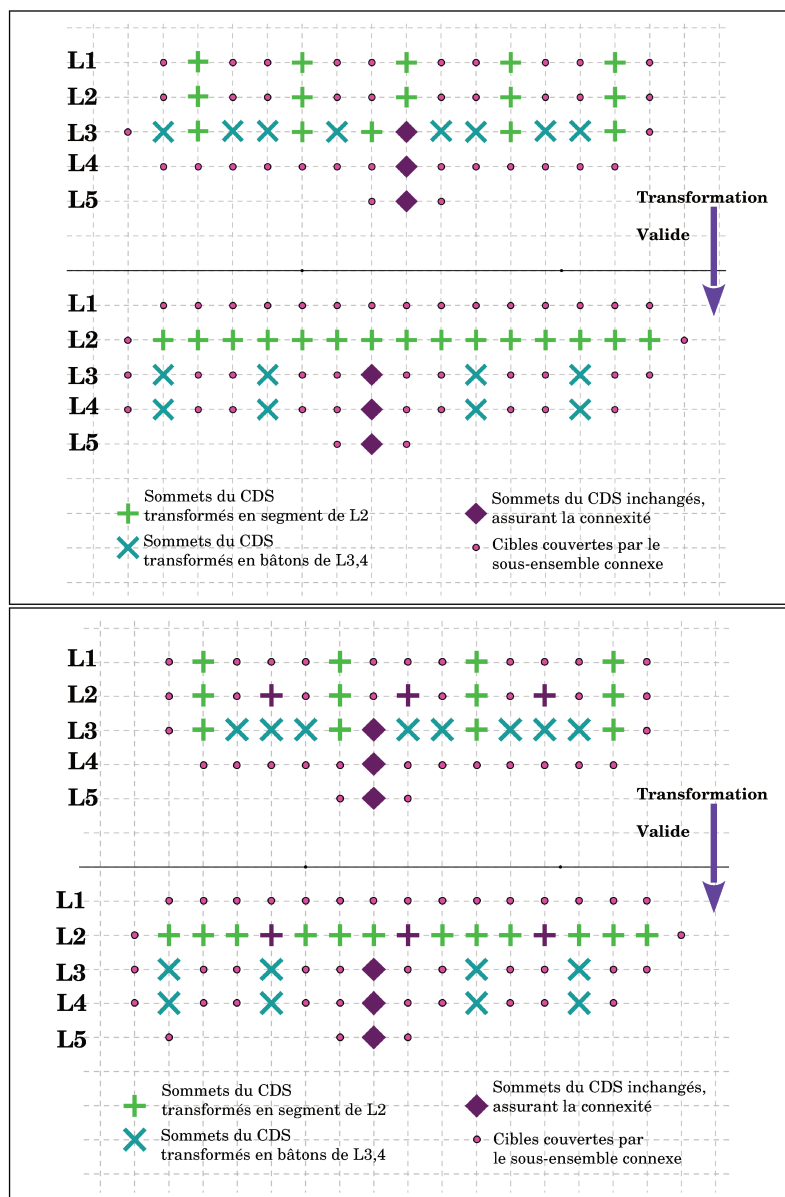 L1
L2
L3
L4
L5
Transformation
Valide
L1
L2
L3
L4
L5
Sommets du CDS
transformés en segment de L2
Sommets du CDS
transformés en bâtons de L3,4
Sommets du CDS inchangés,
assurant la connexité
Cibles couvertes par le
sous-ensemble connexe
L1
L2
L3
L4
L5
Transformation
Valide
L1
L2
L3
L4
L5
Sommets du CDS
transformés en segment de L2
Sommets du CDS
transformés en bâtons de L3,4
Sommets du CDS inchangés,
assurant la connexité
Cibles couvertes par
le sous-ensemble connexe